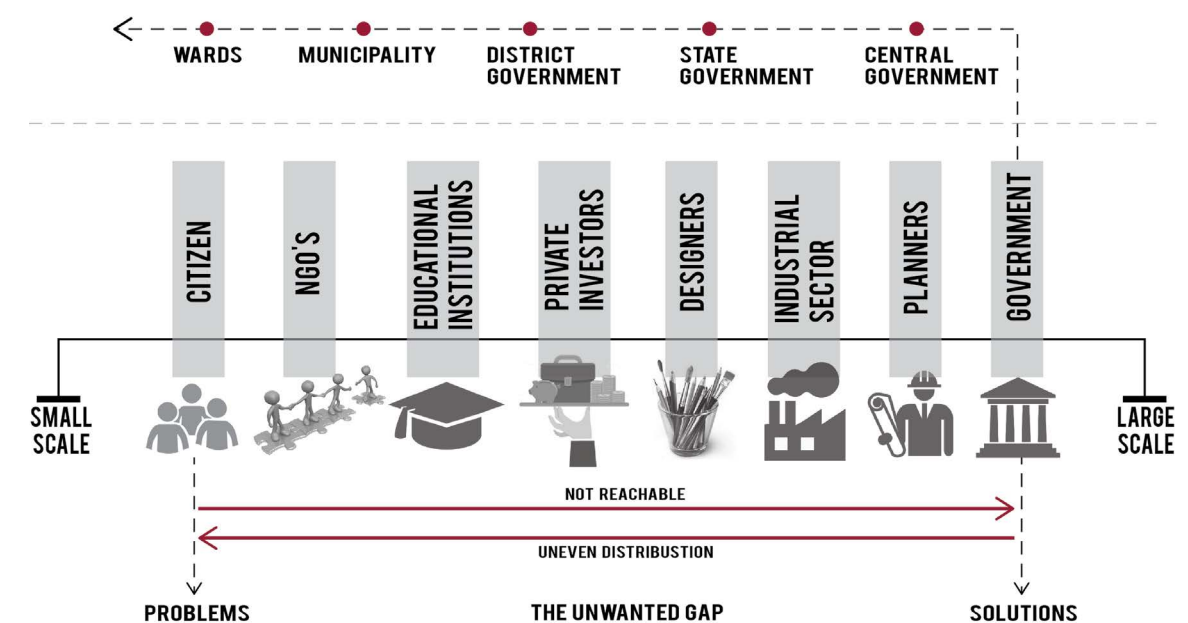 WARDS
MUNICIPALITY
DISTRICT
GOVERNMENT
STATE
GOVERNMENT
CENTRAL
GOVERNMENT
CITIZEN
NGO'S
EDUCATIONAL
INSTITUTIONS
PRIVATE
INVESTORS
DESIGNERS
INDUSTRIAL
SECTOR
PLANNERS
GOVERNMENT
SMALL
SCALE
LARGE
SCALE
NOT REACHABLE
UNEVEN DISTRIBUSTION
PROBLEMS
THE UNWANTED GAP
SOLUTIONS